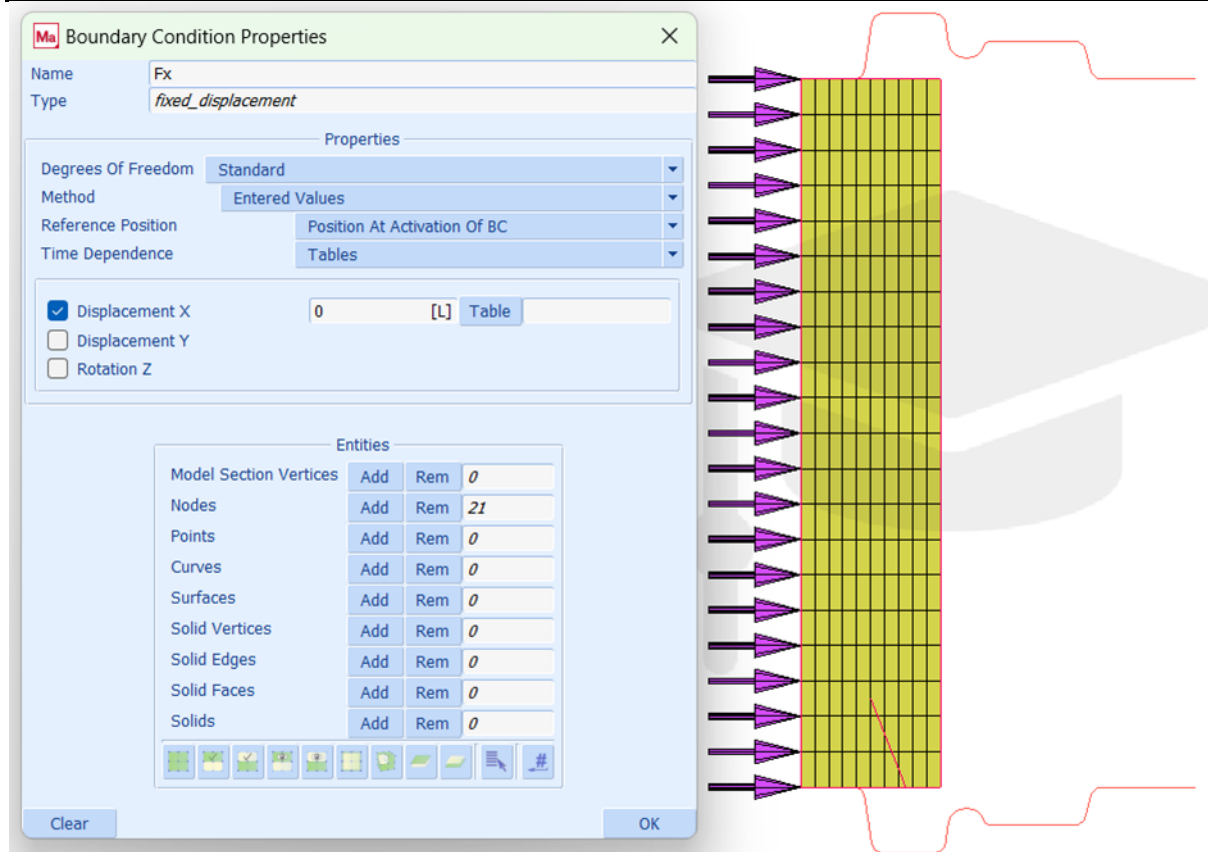 Ma Boundary Condition Properties
Name Fx
Type fixed_displacement
Properties
Degrees Of Freedom Standard
Method Entered Values
Reference Position Position At Activation Of BC
Time Dependence Tables
Displacement X 0 [L] Table
Displacement Y
Rotation Z
Entities
Model Section Vertices Add Rem 0
Nodes Add Rem 21
Points Add Rem 0
Curves Add Rem 0
Surfaces Add Rem 0
Solid Vertices Add Rem 0
Solid Edges Add Rem 0
Solid Faces Add Rem 0
Solids Add Rem 0
#
Clear OK